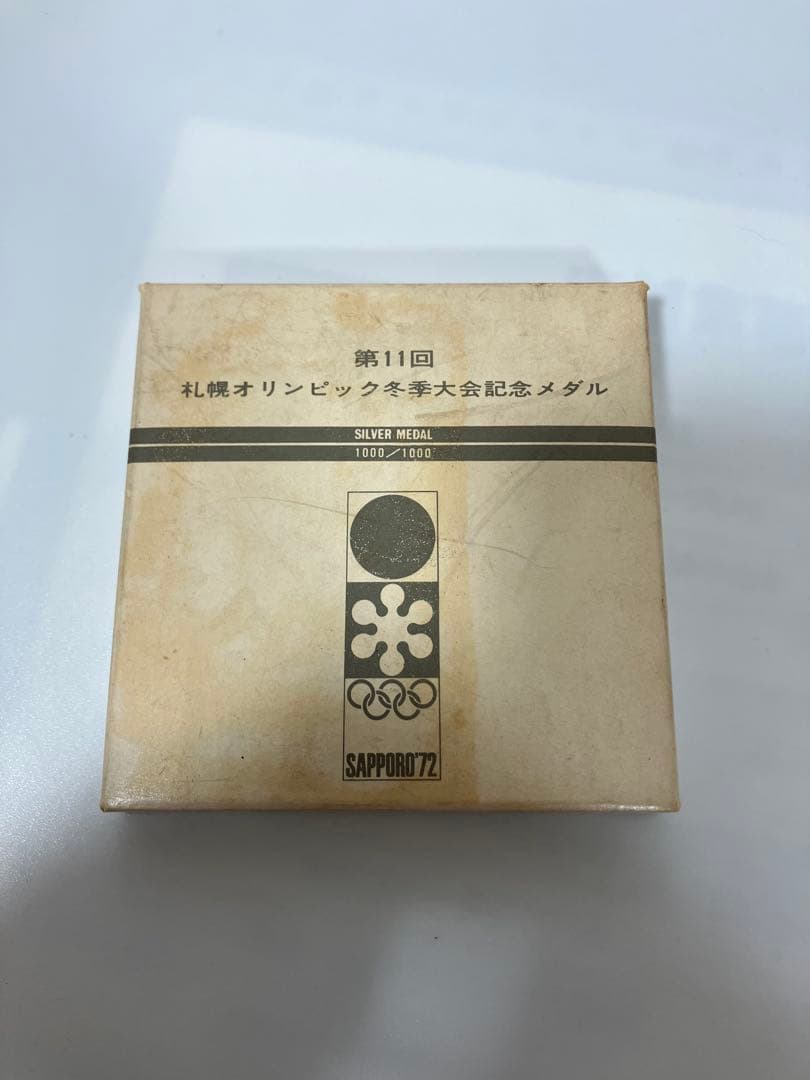 第11回
札幌オリンピック冬季大会記念メダル
SILVER MEDAL
1000/1000
SAPPORO'72